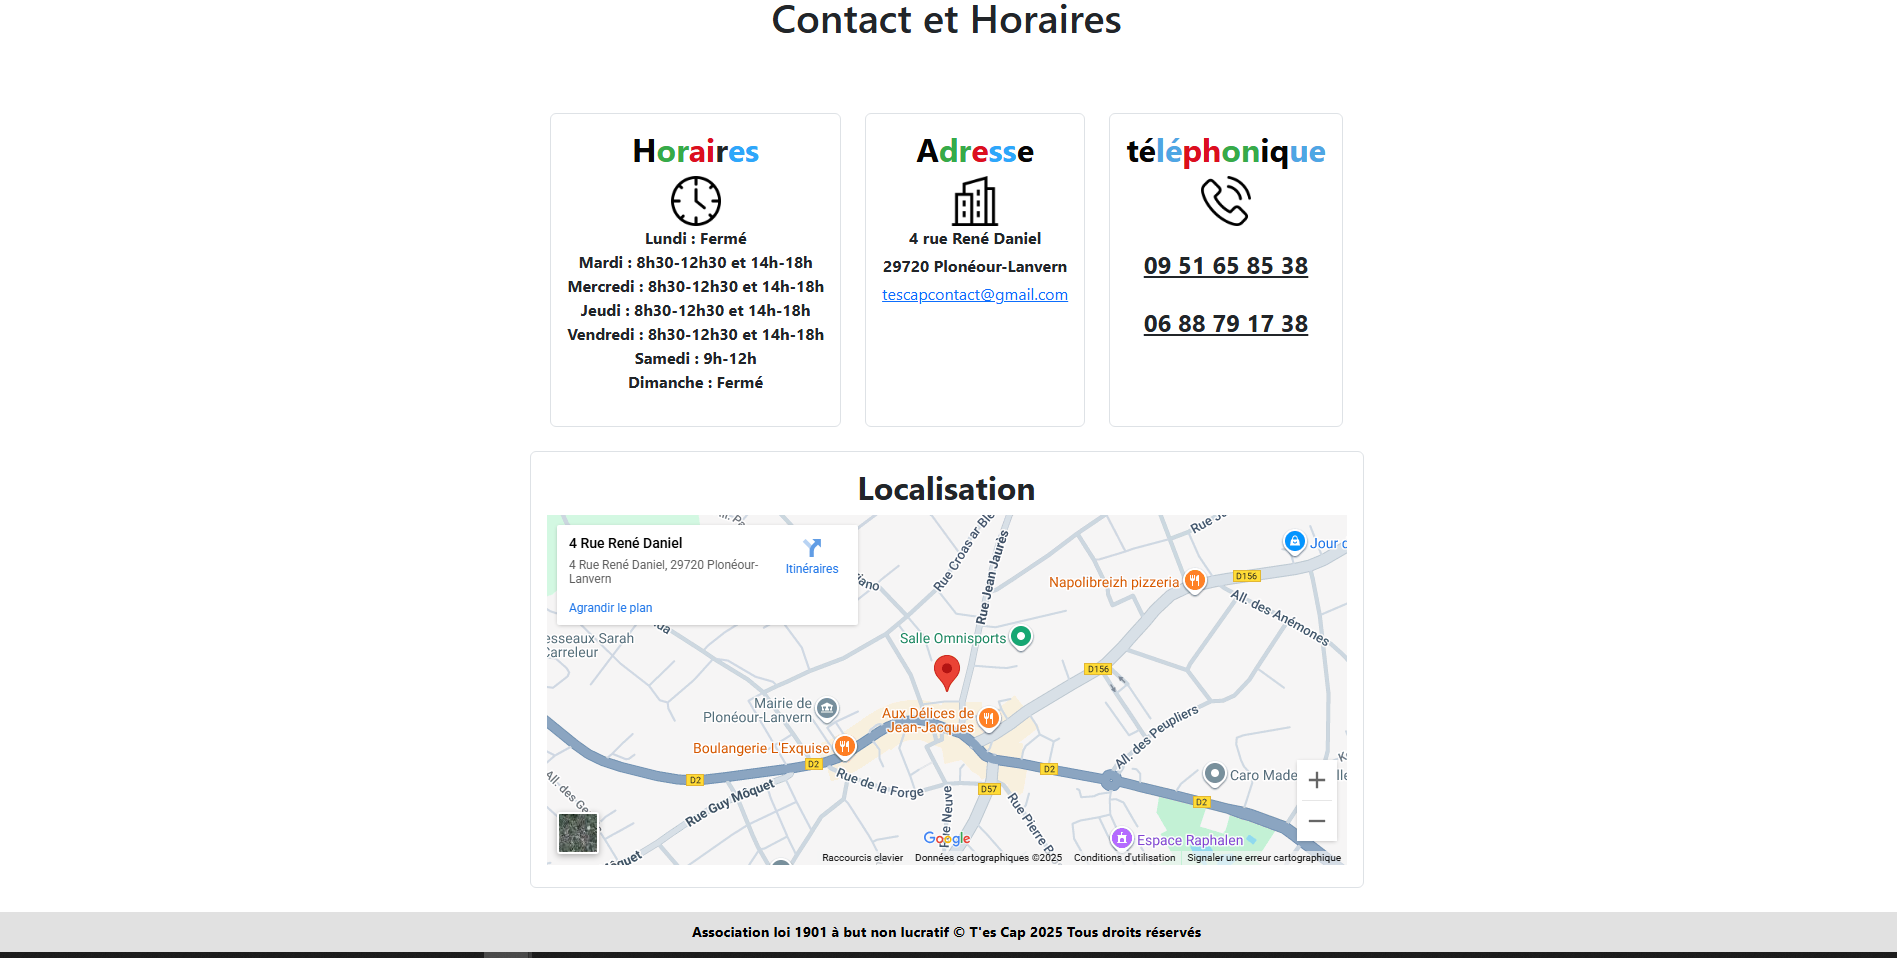 Contact et Horaires
Horaires
Lundi : Fermé
Mardi : 8h30-12h30 et 14h-18h
Mercredi : 8h30-12h30 et 14h-18h
Jeudi : 8h30-12h30 et 14h-18h
Vendredi : 8h30-12h30 et 14h-18h
Samedi : 9h-12h
Dimanche : Fermé
Adresse
4 rue René Daniel
29720 Plonéour-Lanvern
tescapcontact@gmail.com
téléphonique
09 51 65 85 38
06 88 79 17 38
Localisation
4 Rue René Daniel
4 Rue René Daniel, 29720 Plonéour-
Lanvern
Itinéraires
Agrandir le plan
Rue Croas ar Ble
Rue Jean Jaurès
Jour d
Napolibreizh pizzeria
D156
All. des Anémones
esseaux Sarah
Carreleur
Salle Omnisports
D156
Mairie de
Plonéour-Lanvern
Aux Délices de
Jean-Jacques
Boulangerie L'Exquise
D2
D2
D2
All. des Peupliers
Rue de la Forge
Rue Guy Môquet
D57
Caro Made
D2
Rue Pierre
Espace Raphalen
Google
Raccourcis clavier
Données cartographiques ©2025
Conditions d'utilisation
Signaler une erreur cartographique
Association loi 1901 à but non lucratif © T'es Cap 2025 Tous droits réservés